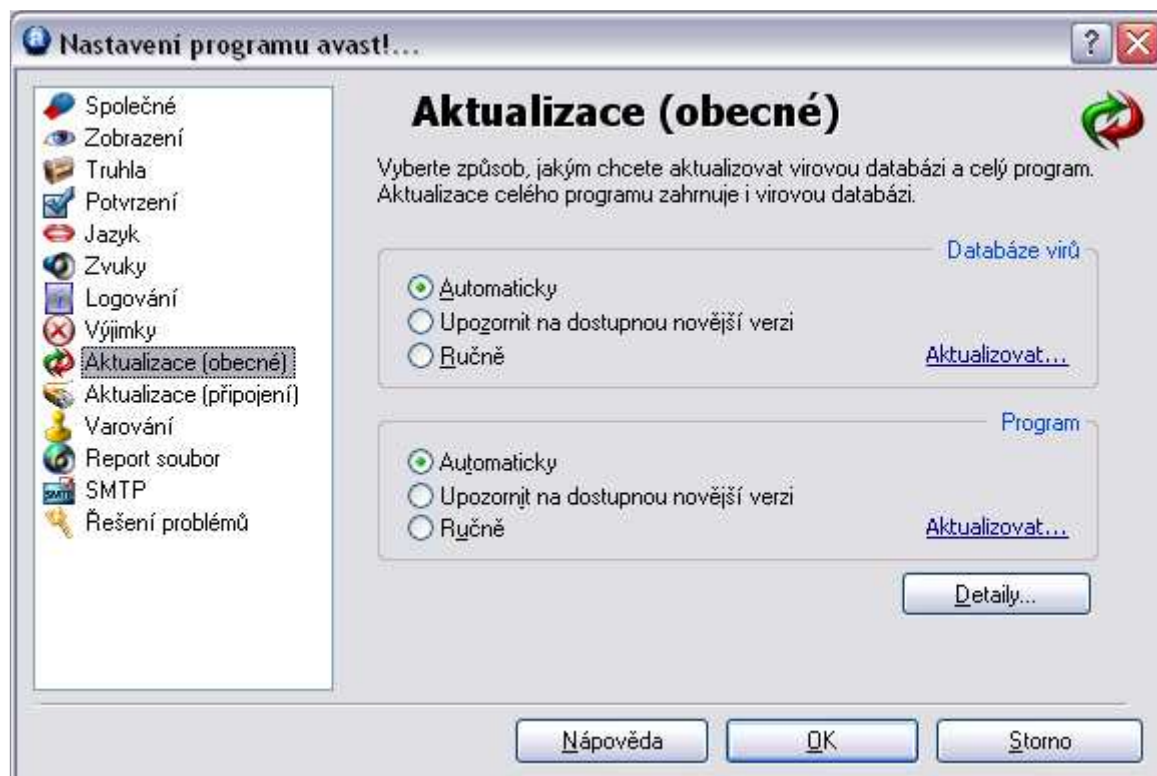 Nastavení programu avast!...
Společné
Zobrazení
Truhla
Potvrzení
Jazyk
Zvuky
Logování
Výjimky
Aktualizace (obecné)
Aktualizace (připojení)
Varování
Report soubor
SMTP
Řešení problémů
Aktualizace (obecné)
Vyberte způsob, jakým chcete aktualizovat virovou databázi a celý program.
Aktualizace celého programu zahrnuje i virovou databázi.
Databáze virů
Automaticky
Upozornit na dostupnou novější verzi
Ručně
Aktualizovat...
Program
Automaticky
Upozornit na dostupnou novější verzi
Ručně
Aktualizovat...
Detaily...
Nápověda
OK
Storno